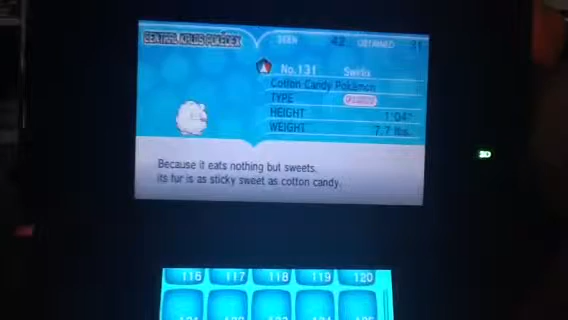 CENTRAL KALOS POKÉDEX
SEEN 42 OBTAINED 31
No.131 Swirlix
Cotton Candy Pokémon
TYPE
HEIGHT 1'04"
WEIGHT 7.7 lbs.
Because it eats nothing but sweets,
its fur is as sticky sweet as cotton candy.
3D
116 117 118 119 120